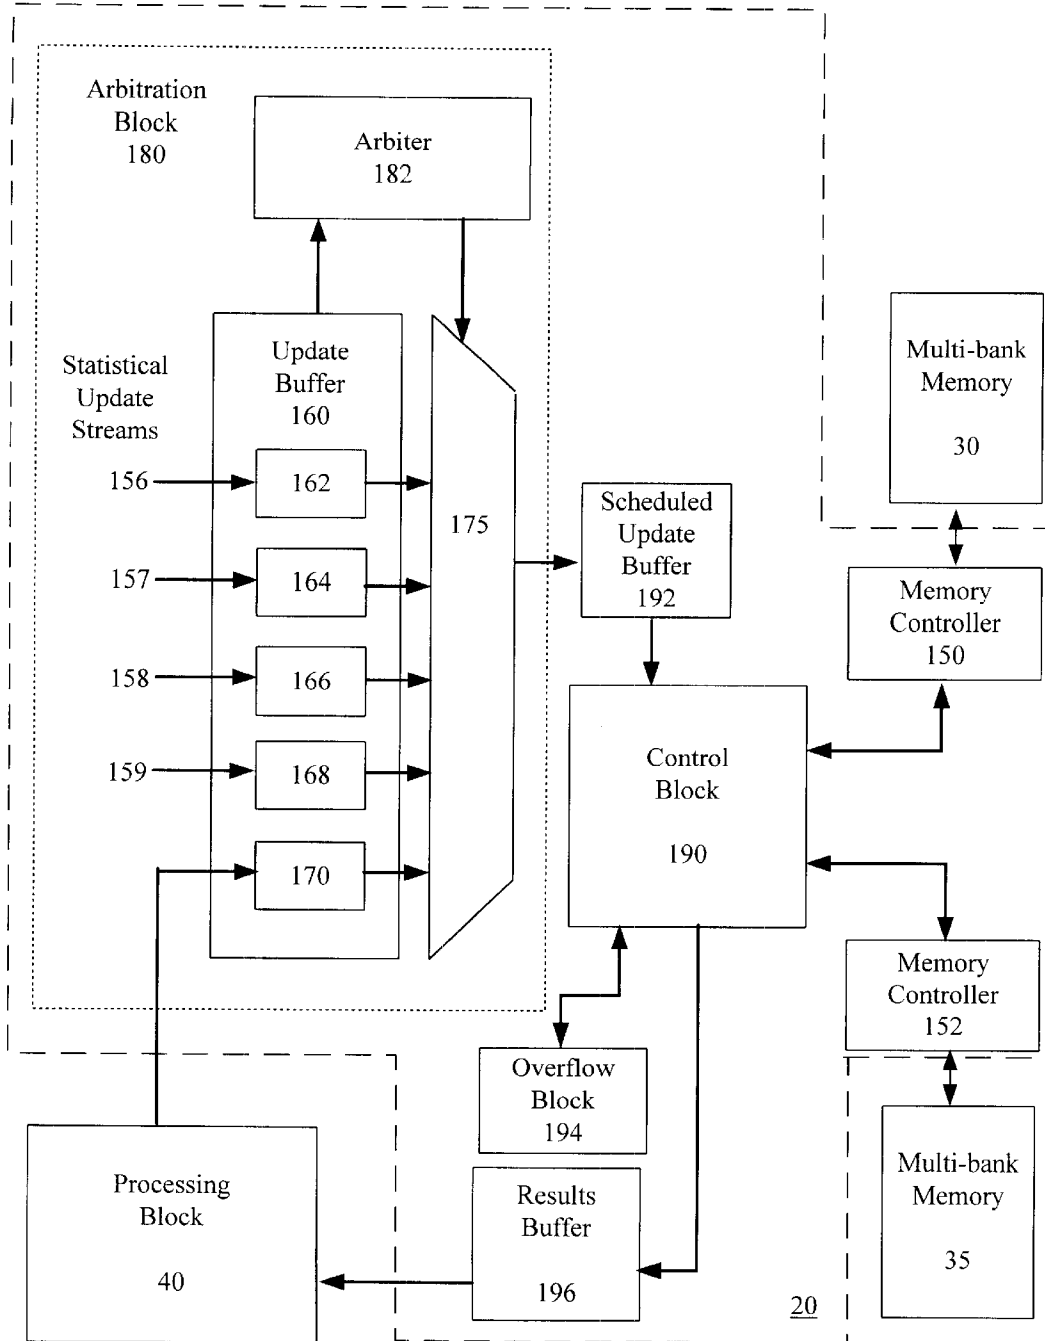 Arbitration
Block
180
Arbiter
182
Statistical
Update
Streams
Update
Buffer
160
156
162
157
164
158
166
159
168
170
175
Scheduled
Update
Buffer
192
Multi-bank
Memory
30
Memory
Controller
150
Control
Block
190
Memory
Controller
152
Overflow
Block
194
Multi-bank
Memory
35
Processing
Block
40
Results
Buffer
196
20